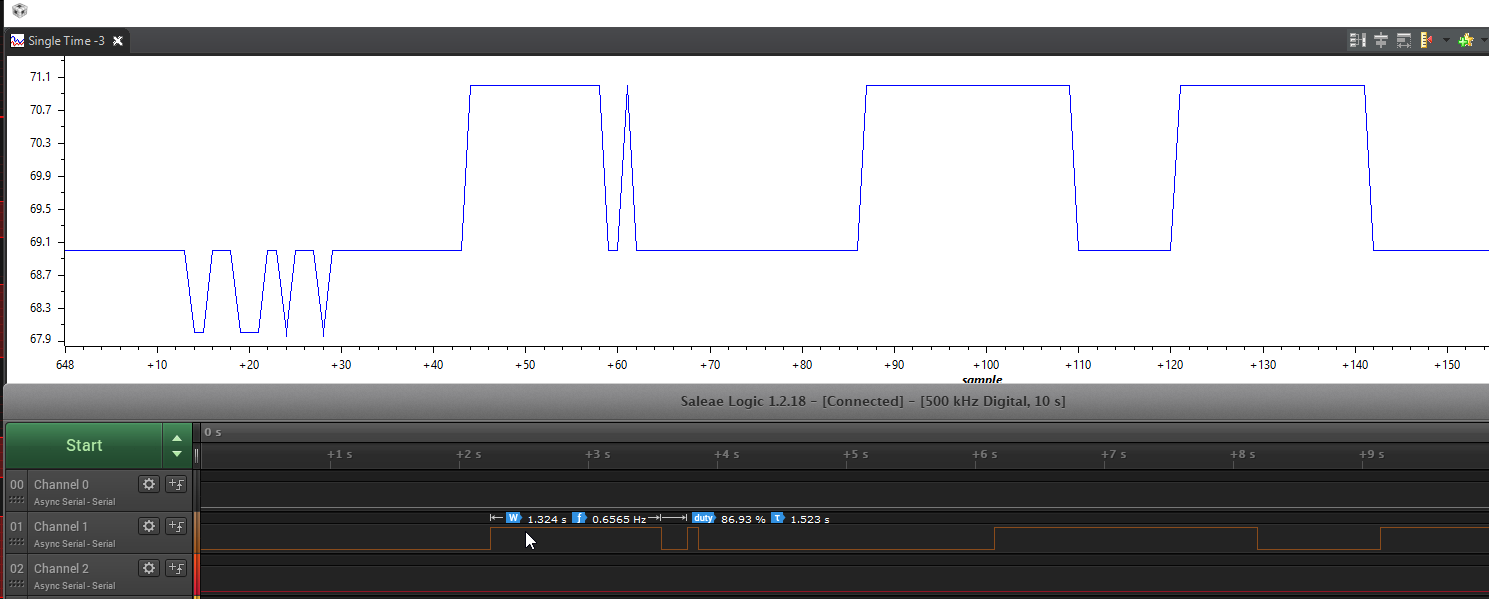 Single Time -3
71.1
70.7
70.3
69.9
69.5
69.1
68.7
68.3
67.9
648 +10 +20 +30 +40 +50 +60 +70 +80 +90 +100 +110 +120 +130 +140 +150
sample
Saleae Logic 1.2.18 - [Connected] - [500 kHz Digital, 10 s]
Start
0 s
+1 s +2 s +3 s +4 s +5 s +6 s +7 s +8 s +9 s
00 Channel 0
Async Serial - Serial
W 1.324 s f 0.6565 Hz duty 86.93 % τ 1.523 s
01 Channel 1
Async Serial - Serial
02 Channel 2
Async Serial - Serial